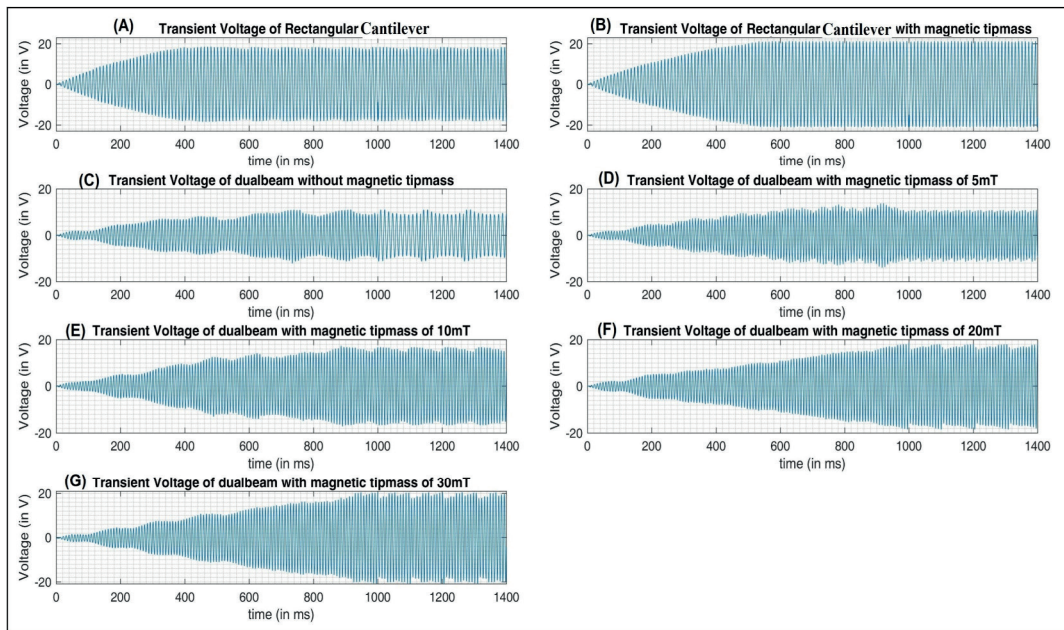 (A) Transient Voltage of Rectangular Cantilever
Voltage (in V)
20
0
-20
0 200 400 600 800 1000 1200 1400
time (in ms)
(B) Transient Voltage of Rectangular Cantilever with magnetic tipmass
Voltage (in V)
20
0
-20
0 200 400 600 800 1000 1200 1400
time (in ms)
(C) Transient Voltage of dualbeam without magnetic tipmass
Voltage (in V)
20
0
-20
0 200 400 600 800 1000 1200 1400
time (in ms)
(D) Transient Voltage of dualbeam with magnetic tipmass of 5mT
Voltage (in V)
20
0
-20
0 200 400 600 800 1000 1200 1400
time (in ms)
(E) Transient Voltage of dualbeam with magnetic tipmass of 10mT
Voltage (in V)
20
0
-20
0 200 400 600 800 1000 1200 1400
time (in ms)
(F) Transient Voltage of dualbeam with magnetic tipmass of 20mT
Voltage (in V)
20
0
-20
0 200 400 600 800 1000 1200 1400
time (in ms)
(G) Transient Voltage of dualbeam with magnetic tipmass of 30mT
Voltage (in V)
20
0
-20
0 200 400 600 800 1000 1200 1400
time (in ms)